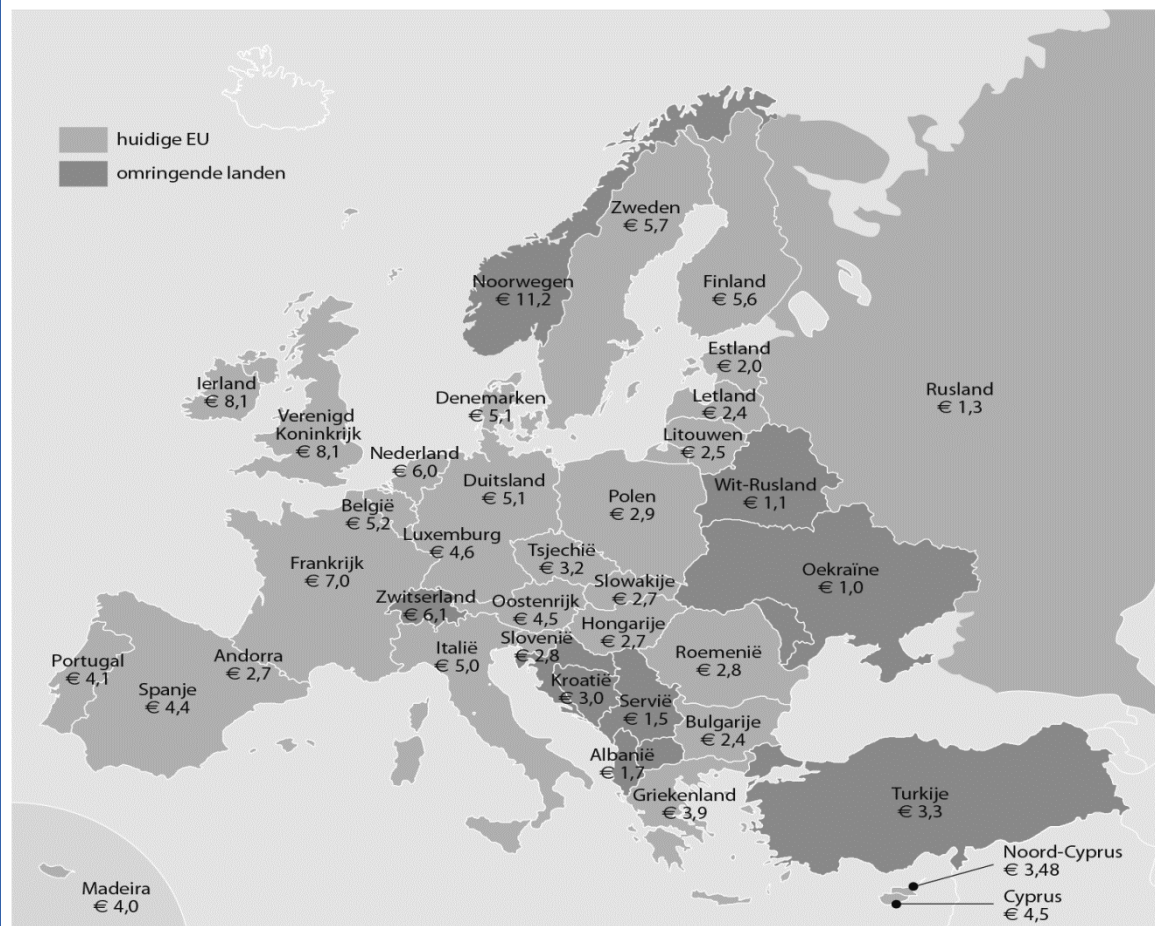 huidige EU
omringende landen
Zweden
€ 5,7
Noorwegen
€ 11,2
Finland
€ 5,6
Estland
€ 2,0
Letland
€ 2,4
Litouwen
€ 2,5
Rusland
€ 1,3
Ierland
€ 8,1
Verenigd
Koninkrijk
€ 8,1
Denemarken
€ 5,1
Nederland
€ 6,0
Duitsland
€ 5,1
Polen
€ 2,9
Wit-Rusland
€ 1,1
België
€ 5,2
Luxemburg
€ 4,6
Tsjechië
€ 3,2
Frankrijk
€ 7,0
Slowakije
€ 2,7
Oekraïne
€ 1,0
Zwitserland
€ 6,1
Oostenrijk
€ 4,5
Hongarije
€ 2,7
Slovenië
€ 2,8
Italië
€ 5,0
Roemenië
€ 2,8
Portugal
€ 4,1
Andorra
€ 2,7
Spanje
€ 4,4
Kroatië
€ 3,0
Servië
€ 1,5
Bulgarije
€ 2,4
Albanië
€ 1,7
Griekenland
€ 3,9
Turkije
€ 3,3
Noord-Cyprus
€ 3,48
Cyprus
€ 4,5
Madeira
€ 4,0